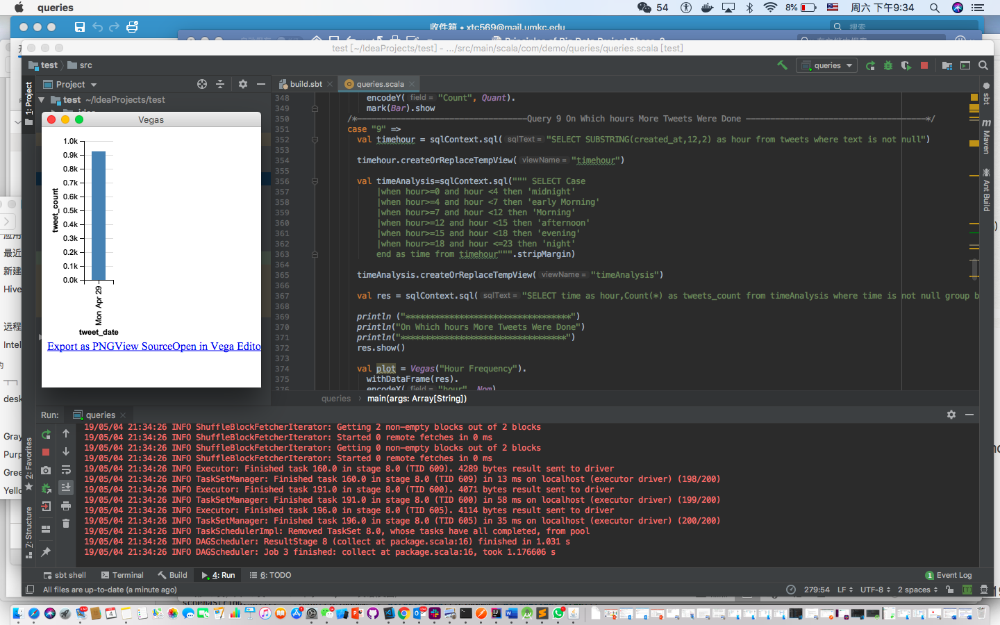 queries
54
8%
周六 下午9:34
收件箱 • xtc569@mail.umkc.edu
搜索
Principles of Big Data Project Phase
test [~/IdeaProjects/test] - .../src/main/scala/com/demo/queries/queries.scala [test]
test
src
queries
Project
build.sbt
queries.scala
test ~/IdeaProjects/test
1: Project
sbt
Maven
Ant Build
348 encodeY( field = "Count", Quant).
349 mark(Bar).show
350 /*————————————————Query 9 On Which hours More Tweets Were Done ————————————————*/
351 case "9" =>
352 val timehour = sqlContext.sql( sqlText = "SELECT SUBSTRING(created_at,12,2) as hour from tweets where text is not null")
353
354 timehour.createOrReplaceTempView( viewName = "timehour")
355
356 val timeAnalysis=sqlContext.sql(""" SELECT Case
357 |when hour>=0 and hour <4 then 'midnight'
358 |when hour>=4 and hour <7 then 'early Morning'
359 |when hour>=7 and hour <12 then 'Morning'
360 |when hour>=12 and hour <15 then 'afternoon'
361 |when hour>=15 and hour <18 then 'evening'
362 |when hour>=18 and hour <=23 then 'night'
363 end as time from timehour""".stripMargin)
364
365 timeAnalysis.createOrReplaceTempView( viewName = "timeAnalysis")
366
367 val res = sqlContext.sql( sqlText = "SELECT time as hour,Count(*) as tweets_count from timeAnalysis where time is not null group b
368
369 println ("**********************************")
370 println("On Which hours More Tweets Were Done")
371 println("**********************************")
372 res.show()
373
374 val plot = Vegas("Hour Frequency").
375 withDataFrame(res).
376 encodeX( field = "hour", Nom)
queries › main(args: Array[String])
Vegas
1.0k
0.9k
0.8k
0.7k
0.6k
0.5k
0.4k
0.3k
0.2k
0.1k
0.0k
tweet_count
Mon Apr 29
tweet_date
Export as PNGView SourceOpen in Vega Edito
应用
最近
新建
Hive
远程
Intel
的
desk
Gray
Purp
Gree
Yello
Run: queries
19/05/04 21:34:26 INFO ShuffleBlockFetcherIterator: Getting 2 non-empty blocks out of 2 blocks
19/05/04 21:34:26 INFO ShuffleBlockFetcherIterator: Started 0 remote fetches in 0 ms
19/05/04 21:34:26 INFO ShuffleBlockFetcherIterator: Getting 0 non-empty blocks out of 2 blocks
19/05/04 21:34:26 INFO ShuffleBlockFetcherIterator: Started 0 remote fetches in 0 ms
19/05/04 21:34:26 INFO Executor: Finished task 160.0 in stage 8.0 (TID 609). 4289 bytes result sent to driver
19/05/04 21:34:26 INFO TaskSetManager: Finished task 160.0 in stage 8.0 (TID 609) in 13 ms on localhost (executor driver) (198/200)
19/05/04 21:34:26 INFO Executor: Finished task 191.0 in stage 8.0 (TID 600). 4071 bytes result sent to driver
19/05/04 21:34:26 INFO TaskSetManager: Finished task 191.0 in stage 8.0 (TID 600) in 58 ms on localhost (executor driver) (199/200)
19/05/04 21:34:26 INFO Executor: Finished task 196.0 in stage 8.0 (TID 605). 4114 bytes result sent to driver
19/05/04 21:34:26 INFO TaskSetManager: Finished task 196.0 in stage 8.0 (TID 605) in 35 ms on localhost (executor driver) (200/200)
19/05/04 21:34:26 INFO TaskSchedulerImpl: Removed TaskSet 8.0, whose tasks have all completed, from pool
19/05/04 21:34:26 INFO DAGScheduler: ResultStage 8 (collect at package.scala:16) finished in 1.031 s
19/05/04 21:34:26 INFO DAGScheduler: Job 3 finished: collect at package.scala:16, took 1.176606 s
2: Favorites
Z: Structure
sbt shell
Terminal
Build
4: Run
6: TODO
1 Event Log
All files are up-to-date (a minute ago)
279:54
LF
UTF-8
2 spaces